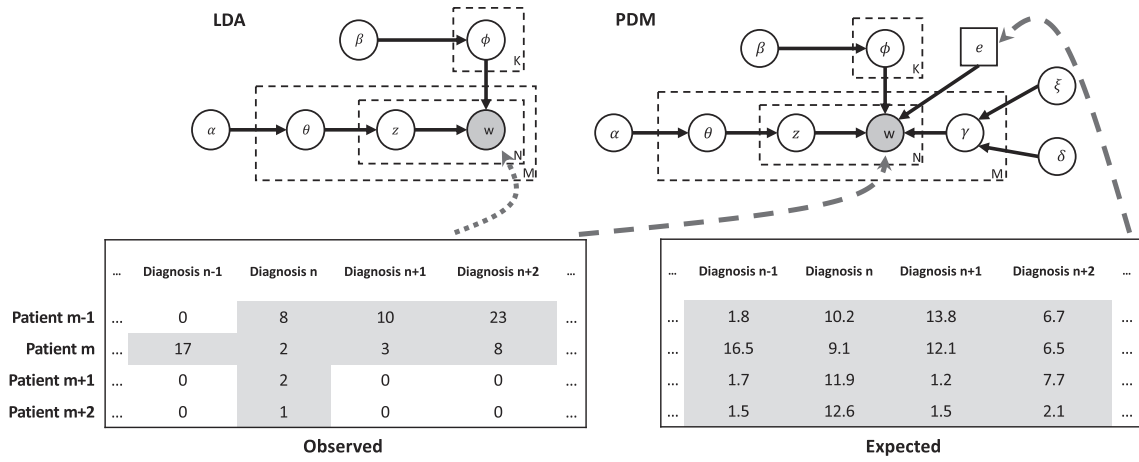 LDA
β
ϕ
K
α
θ
z
w
N
M
PDM
β
ϕ
K
e
ξ
α
θ
z
w
γ
N
M
δ
... Diagnosis n-1 Diagnosis n Diagnosis n+1 Diagnosis n+2 ...
Patient m-1 ... 0 8 10 23 ...
Patient m ... 17 2 3 8 ...
Patient m+1 ... 0 2 0 0 ...
Patient m+2 ... 0 1 0 0 ...
Observed
... Diagnosis n-1 Diagnosis n Diagnosis n+1 Diagnosis n+2 ...
... 1.8 10.2 13.8 6.7 ...
... 16.5 9.1 12.1 6.5 ...
... 1.7 11.9 1.2 7.7 ...
... 1.5 12.6 1.5 2.1 ...
Expected